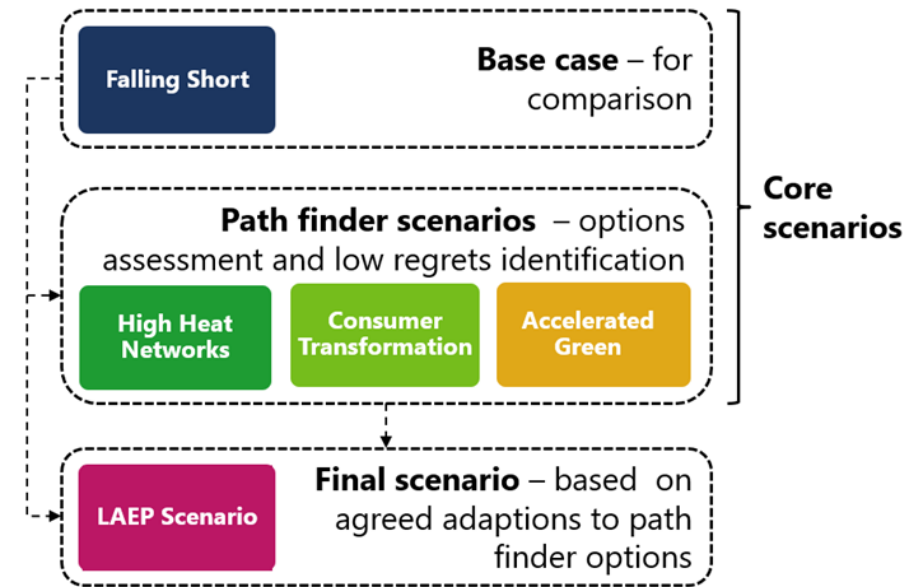 Falling Short
Base case – for
comparison
Path finder scenarios – options
assessment and low regrets identification
High Heat
Networks
Consumer
Transformation
Accelerated
Green
Core
scenarios
LAEP Scenario
Final scenario – based on
agreed adaptions to path
finder options